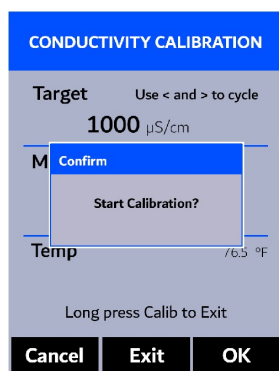 CONDUCTIVITY CALIBRATION
Target Use < and > to cycle
1000 µS/cm
M
Confirm
Start Calibration?
Temp 76.5 °F
Long press Calib to Exit
Cancel Exit OK